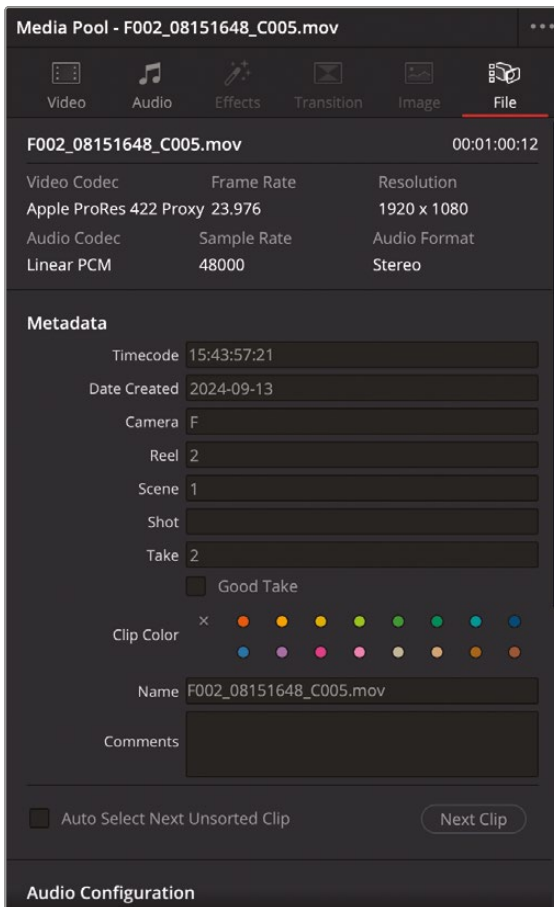 Media Pool - F002_08151648_C005.mov
Video Audio Effects Transition Image File
F002_08151648_C005.mov 00:01:00:12
Video Codec Frame Rate Resolution
Apple ProRes 422 Proxy 23.976 1920 x 1080
Audio Codec Sample Rate Audio Format
Linear PCM 48000 Stereo
Metadata
Timecode 15:43:57:21
Date Created 2024-09-13
Camera F
Reel 2
Scene 1
Shot
Take 2
Good Take
Clip Color
Name F002_08151648_C005.mov
Comments
Auto Select Next Unsorted Clip Next Clip
Audio Configuration